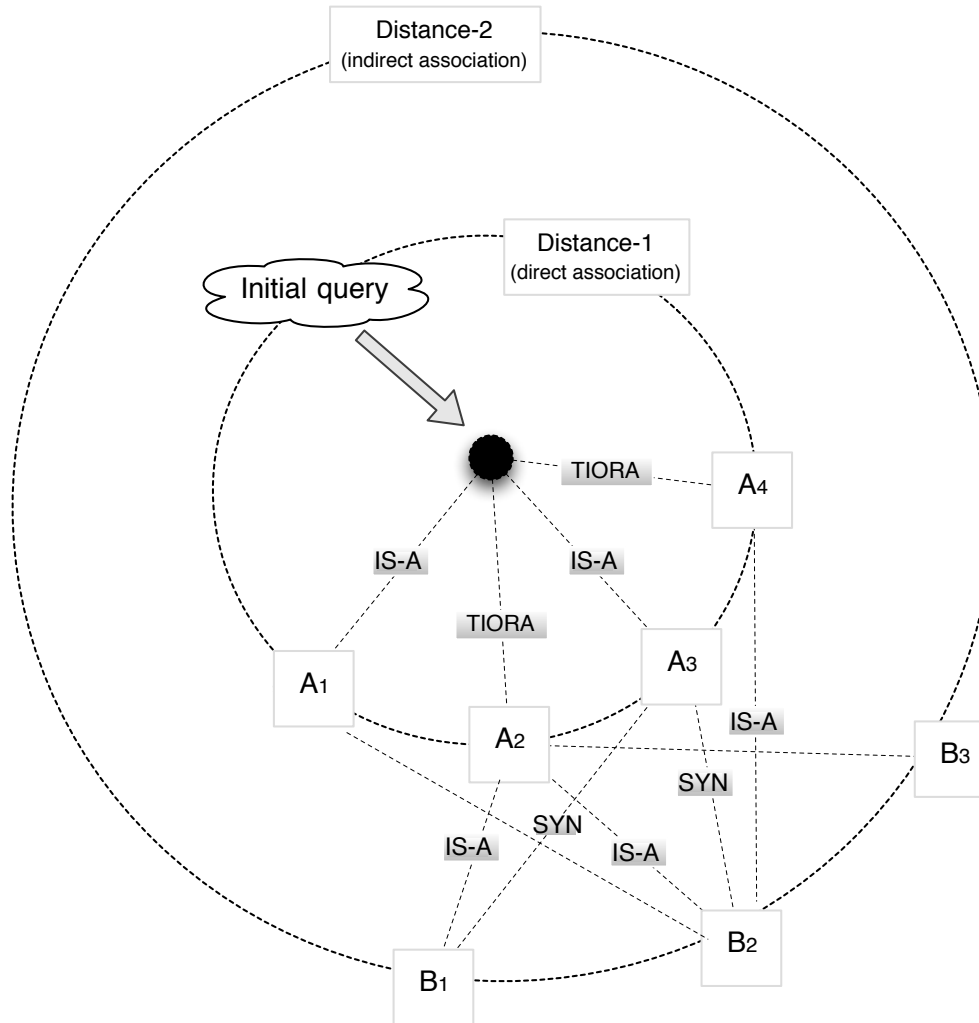 Distance-2
(indirect association)
Distance-1
(direct association)
Initial query
TIORA
A4
IS-A
IS-A
TIORA
A3
A1
IS-A
A2
B3
SYN
SYN
IS-A
IS-A
B2
B1